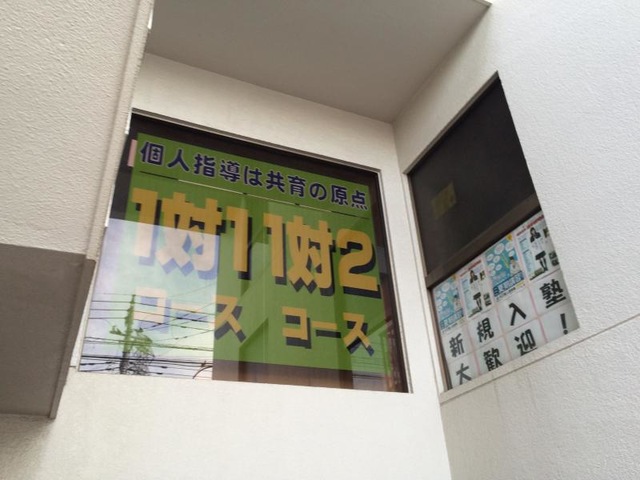 個人指導は共育の原点
1対1 1対2
コース コース
新規入塾
大歓迎!